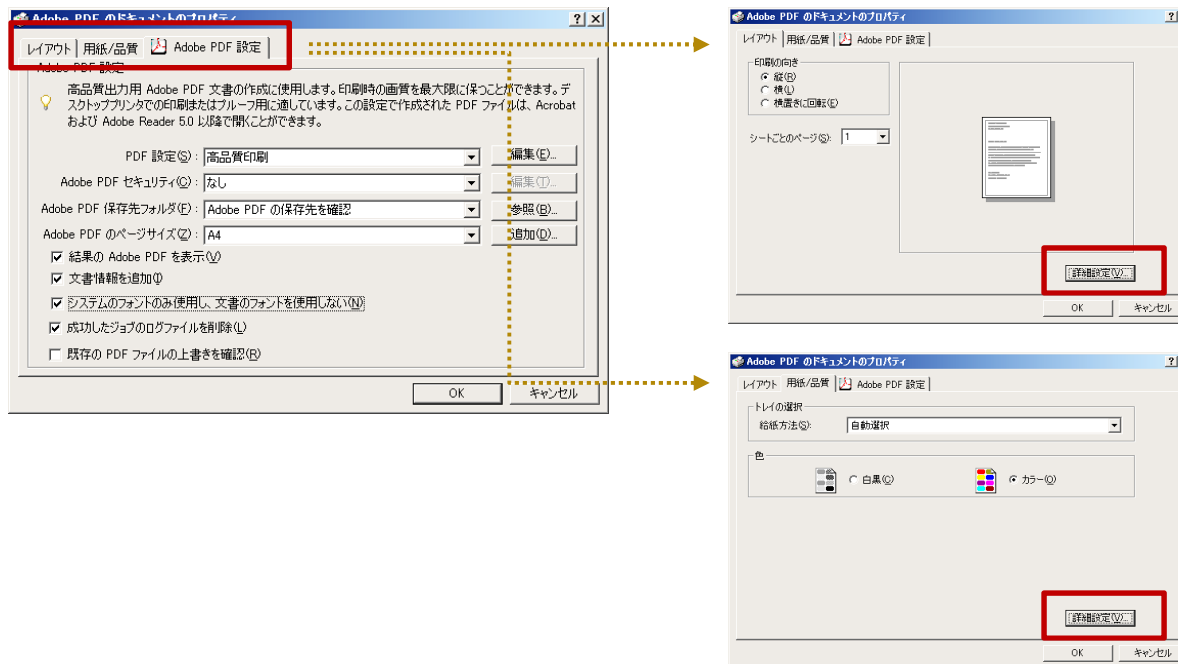 Adobe PDF のドキュメントのプロパティ
レイアウト 用紙/品質 Adobe PDF 設定
Adobe PDF 設定
高品質出力用 Adobe PDF 文書の作成に使用します。印刷時の画質を最大限に保つことができます。デ
スクトッププリンタでの印刷またはプルーフ用に適しています。この設定で作成された PDF ファイルは、Acrobat
および Adobe Reader 5.0 以降で開くことができます。
PDF 設定(S): 高品質印刷 編集(E)...
Adobe PDF セキュリティ(C): なし 編集(T)...
Adobe PDF 保存先フォルダ(F): Adobe PDF の保存先を確認 参照(B)...
Adobe PDF のページサイズ(Z): A4 追加(D)...
結果の Adobe PDF を表示(V)
文書情報を追加(I)
システムのフォントのみ使用し、文書のフォントを使用しない(N)
成功したジョブのログファイルを削除(L)
既存の PDF ファイルの上書きを確認(R)
OK キャンセル
Adobe PDF のドキュメントのプロパティ
レイアウト 用紙/品質 Adobe PDF 設定
印刷の向き
縦(R)
横(L)
横置きに回転(E)
シートごとのページ(S): 1
詳細設定(V)...
OK キャンセル
Adobe PDF のドキュメントのプロパティ
レイアウト 用紙/品質 Adobe PDF 設定
トレイの選択
給紙方法(S): 自動選択
色
白黒(C) カラー(O)
詳細設定(V)...
OK キャンセル